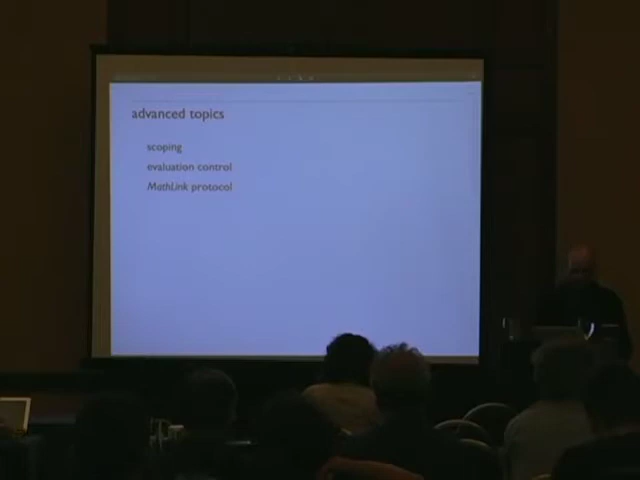 advanced topics
scoping
evaluation control
MathLink protocol